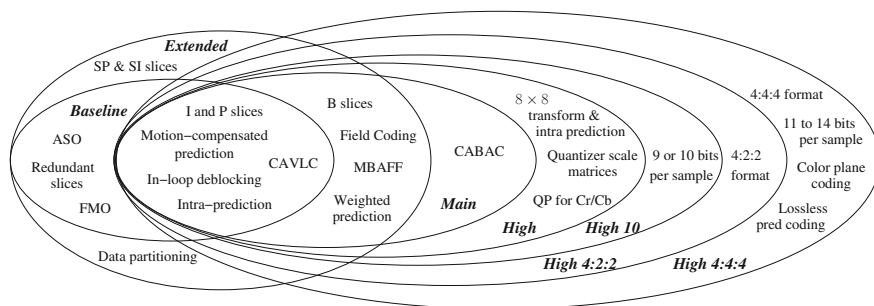 Extended
SP & SI slices
Baseline
ASO
Redundant
slices
FMO
Data partitioning
I and P slices
Motion−compensated
prediction
CAVLC
In−loop deblocking
Intra−prediction
B slices
Field Coding
MBAFF
Weighted
prediction
CABAC
Main
8 × 8
transform &
intra prediction
Quantizer scale
matrices
QP for Cr/Cb
High
9 or 10 bits
per sample
High 10
4:2:2
format
High 4:2:2
4:4:4 format
11 to 14 bits
per sample
Color plane
coding
Lossless
pred coding
High 4:4:4